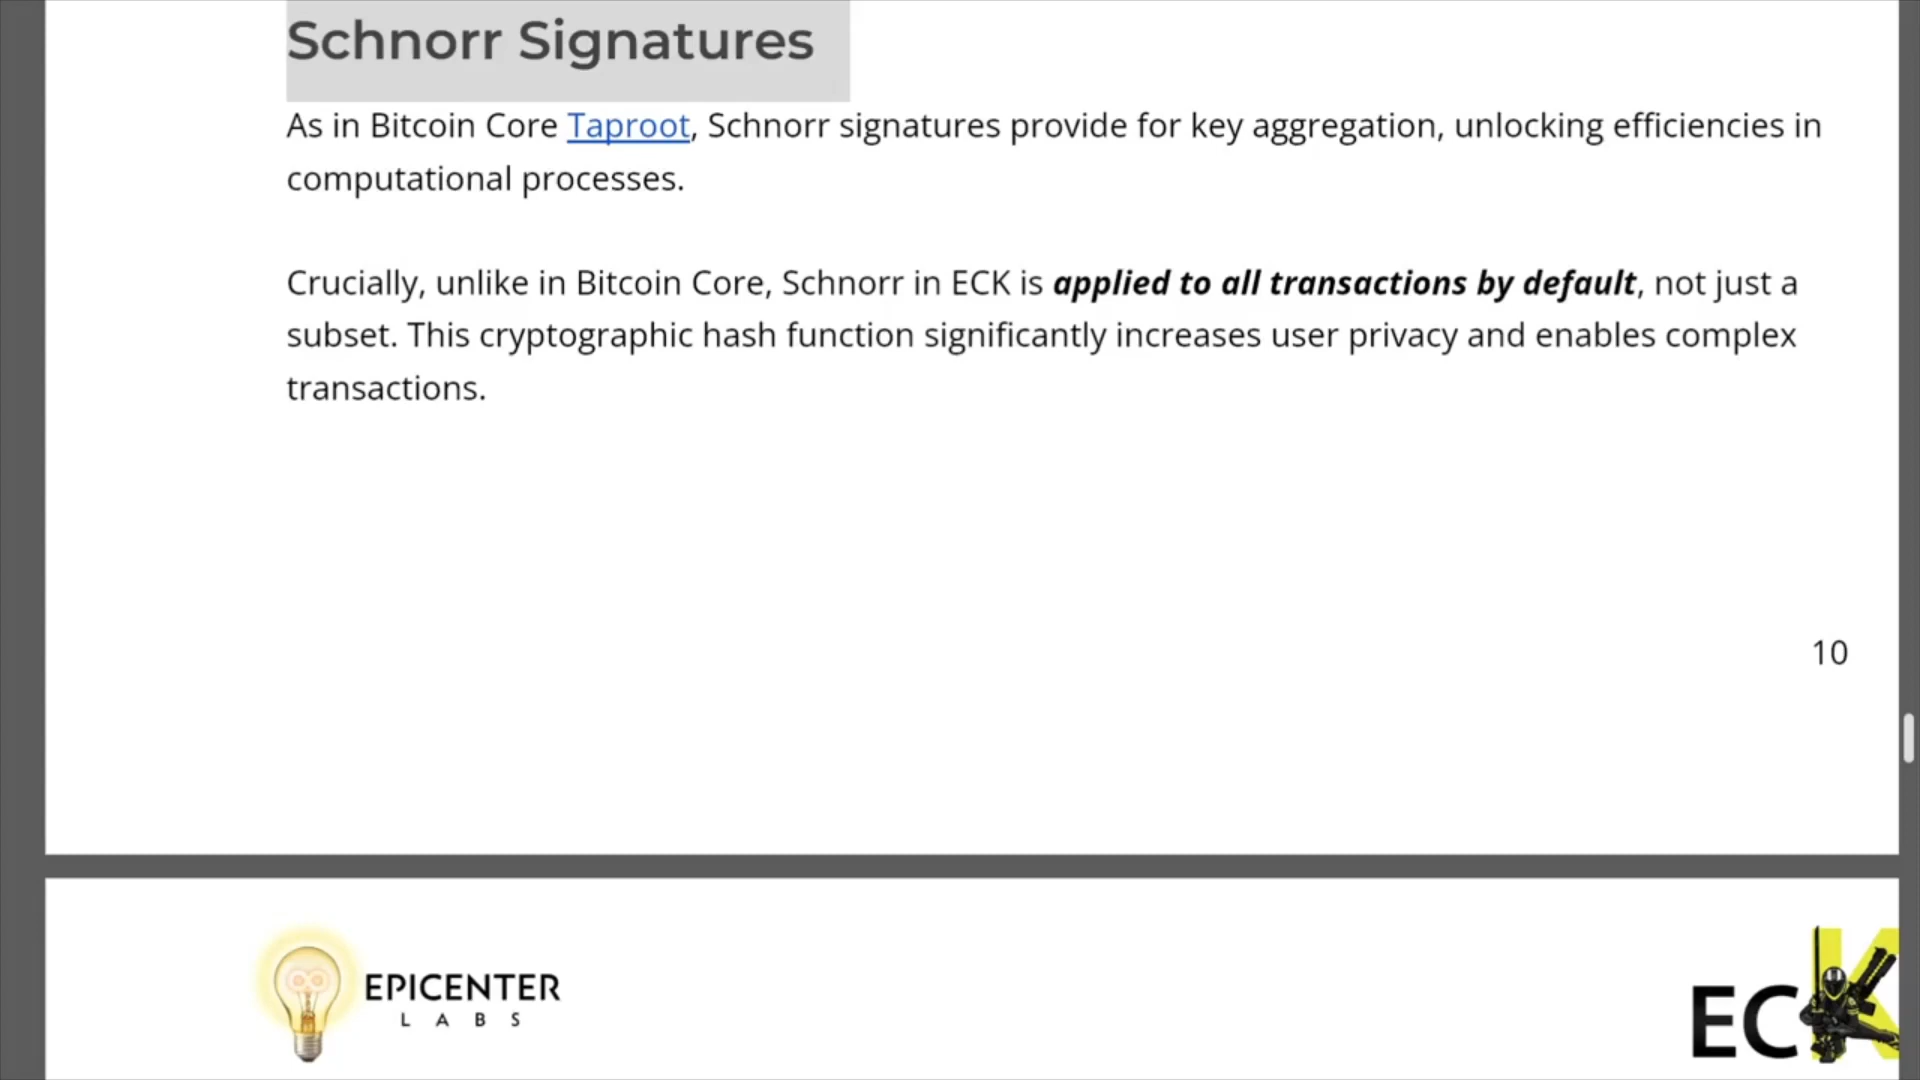 Schnorr Signatures
As in Bitcoin Core Taproot, Schnorr signatures provide for key aggregation, unlocking efficiencies in
computational processes.
Crucially, unlike in Bitcoin Core, Schnorr in ECK is applied to all transactions by default, not just a
subset. This cryptographic hash function significantly increases user privacy and enables complex
transactions.
10
EPICENTER
LABS
ECK